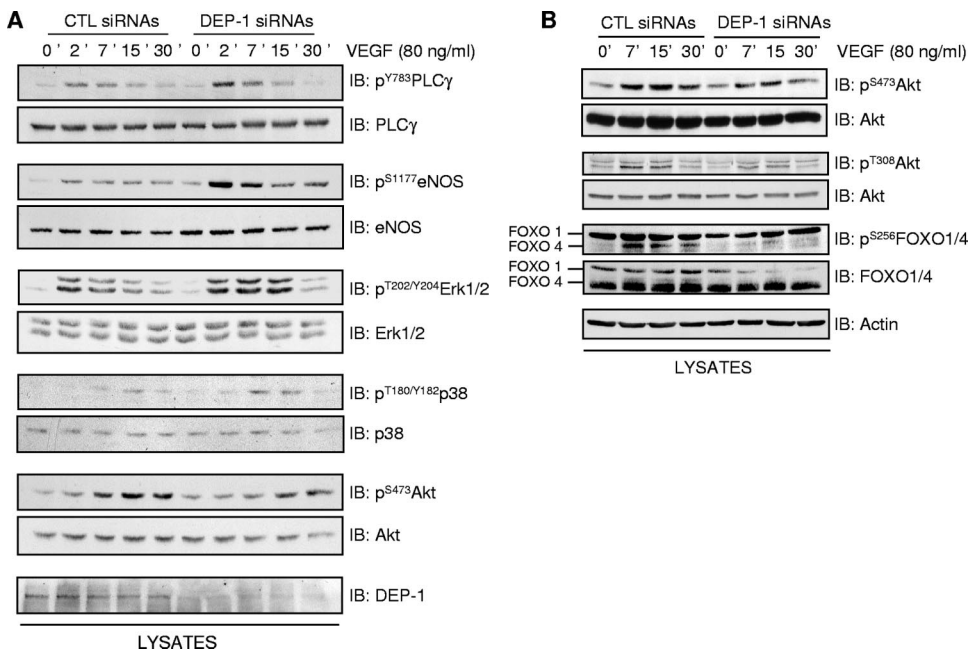 A
CTL siRNAs DEP-1 siRNAs
0' 2' 7' 15' 30' 0' 2' 7' 15' 30' VEGF (80 ng/ml)
IB: pY783PLCγ
IB: PLCγ
IB: pS1177eNOS
IB: eNOS
IB: pT202/Y204Erk1/2
IB: Erk1/2
IB: pT180/Y182p38
IB: p38
IB: pS473Akt
IB: Akt
IB: DEP-1
LYSATES
B
CTL siRNAs DEP-1 siRNAs
0' 7' 15' 30' 0' 7' 15' 30' VEGF (80 ng/ml)
IB: pS473Akt
IB: Akt
IB: pT308Akt
IB: Akt
FOXO 1
FOXO 4
IB: pS256FOXO1/4
FOXO 1
FOXO 4
IB: FOXO1/4
IB: Actin
LYSATES